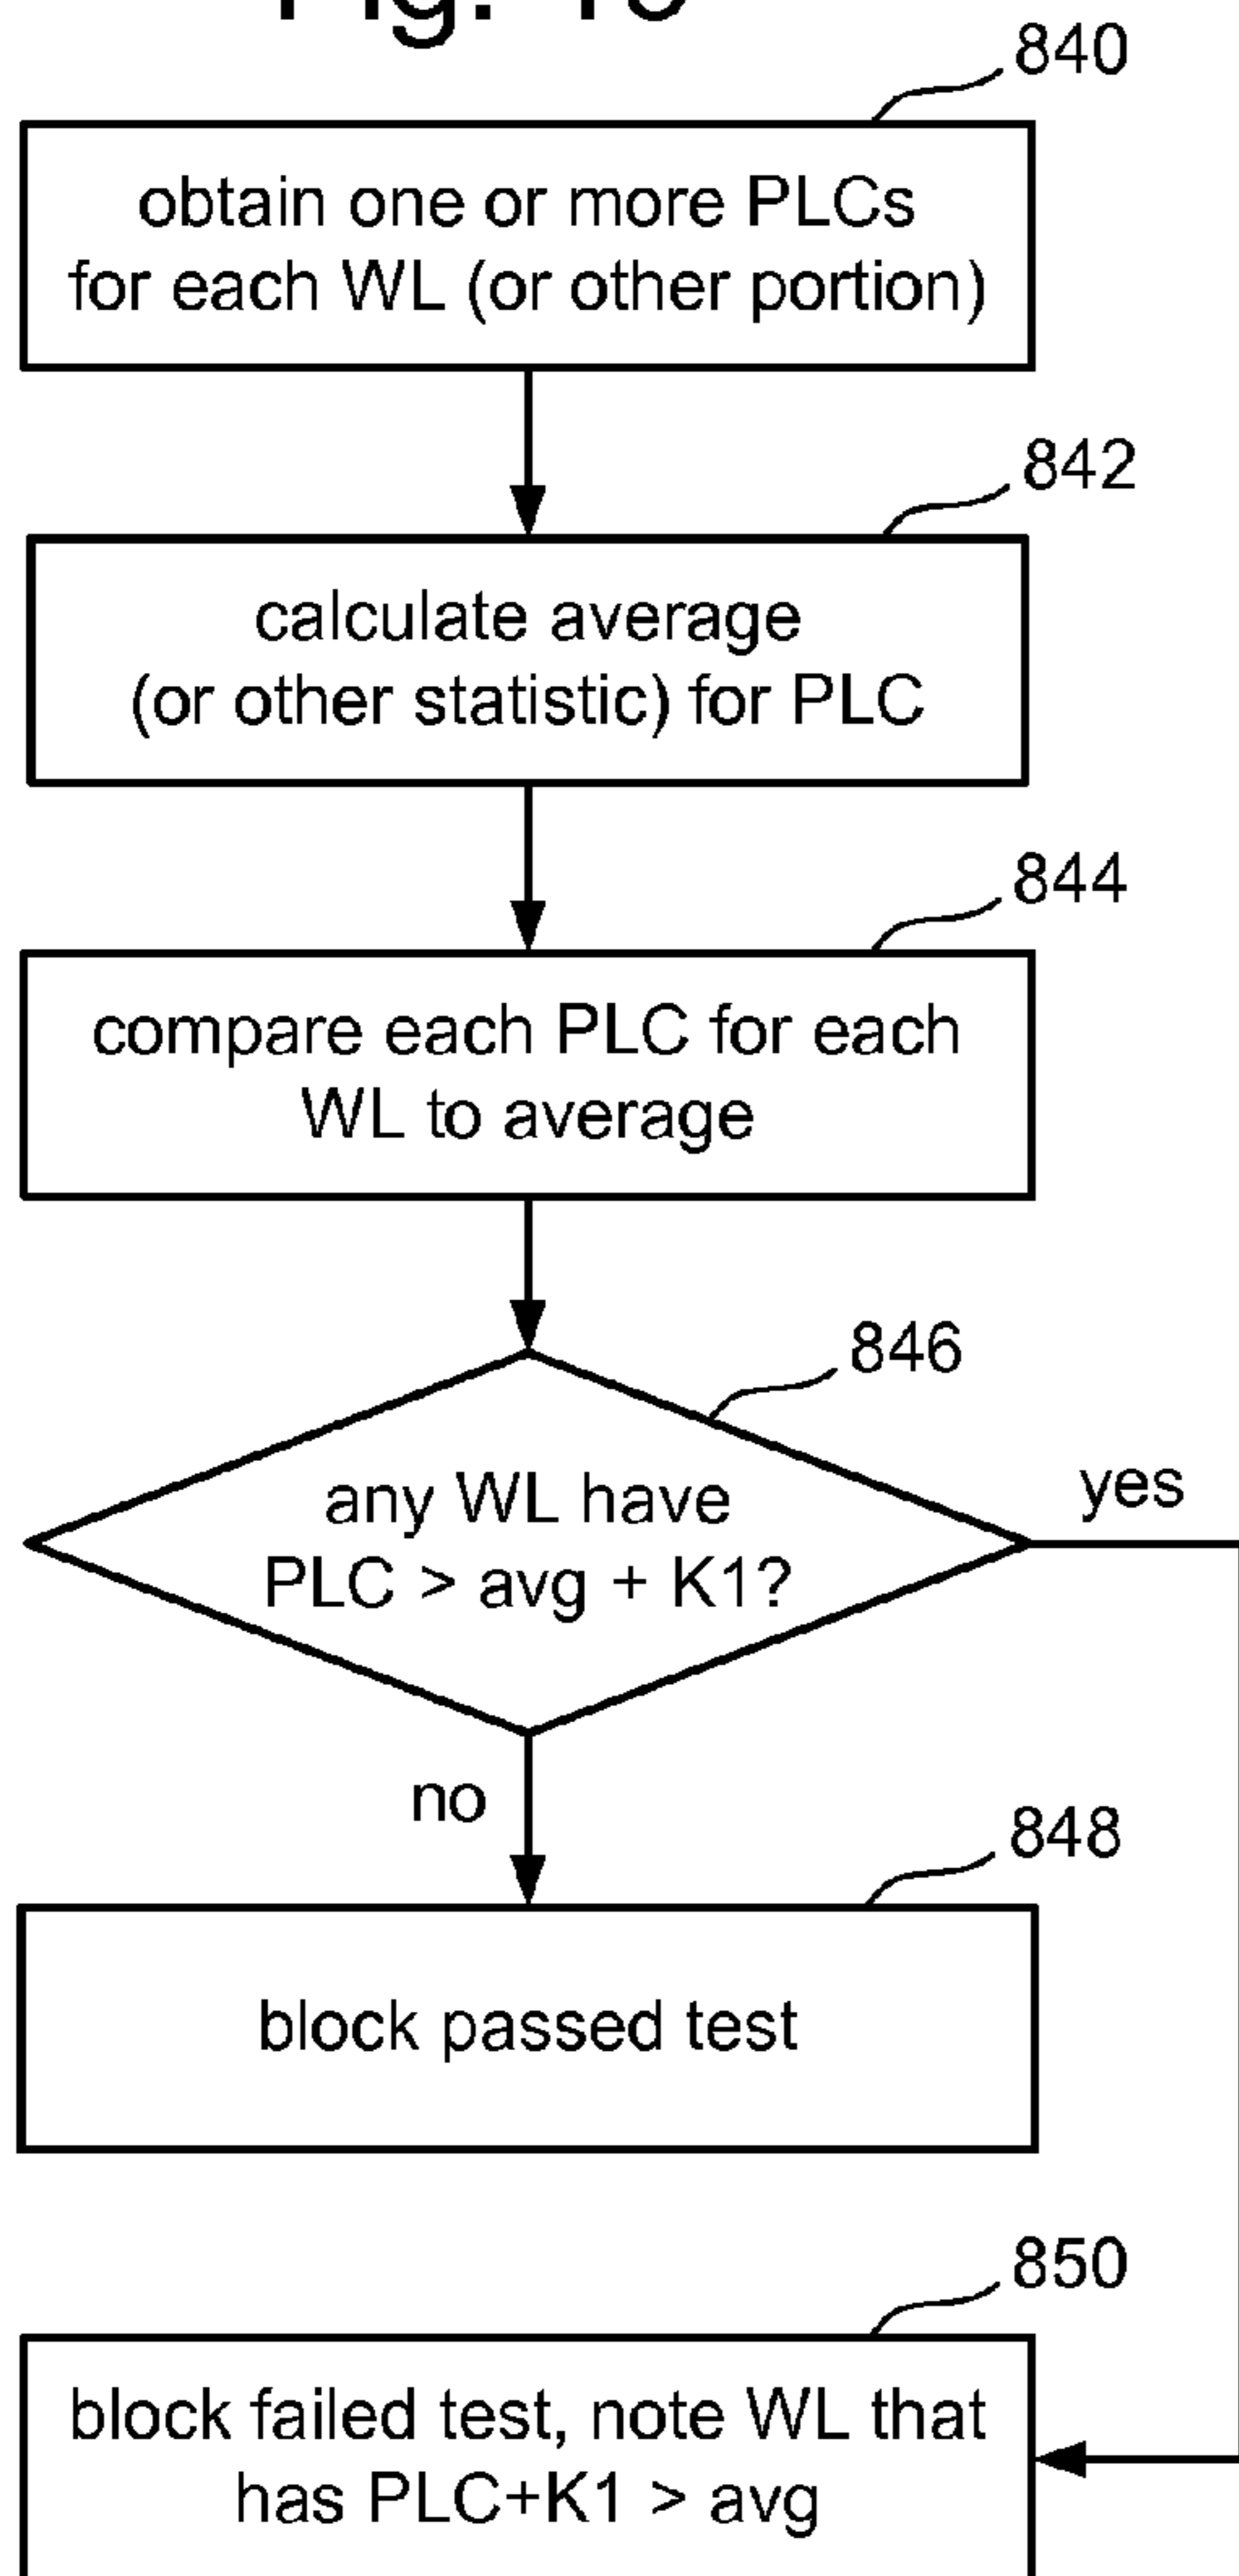 840
obtain one or more PLCs
for each WL (or other portion)
842
calculate average
(or other statistic) for PLC
844
compare each PLC for each
WL to average
846
any WL have
PLC > avg + K1?
yes
no
848
block passed test
850
block failed test, note WL that
has PLC+K1 > avg